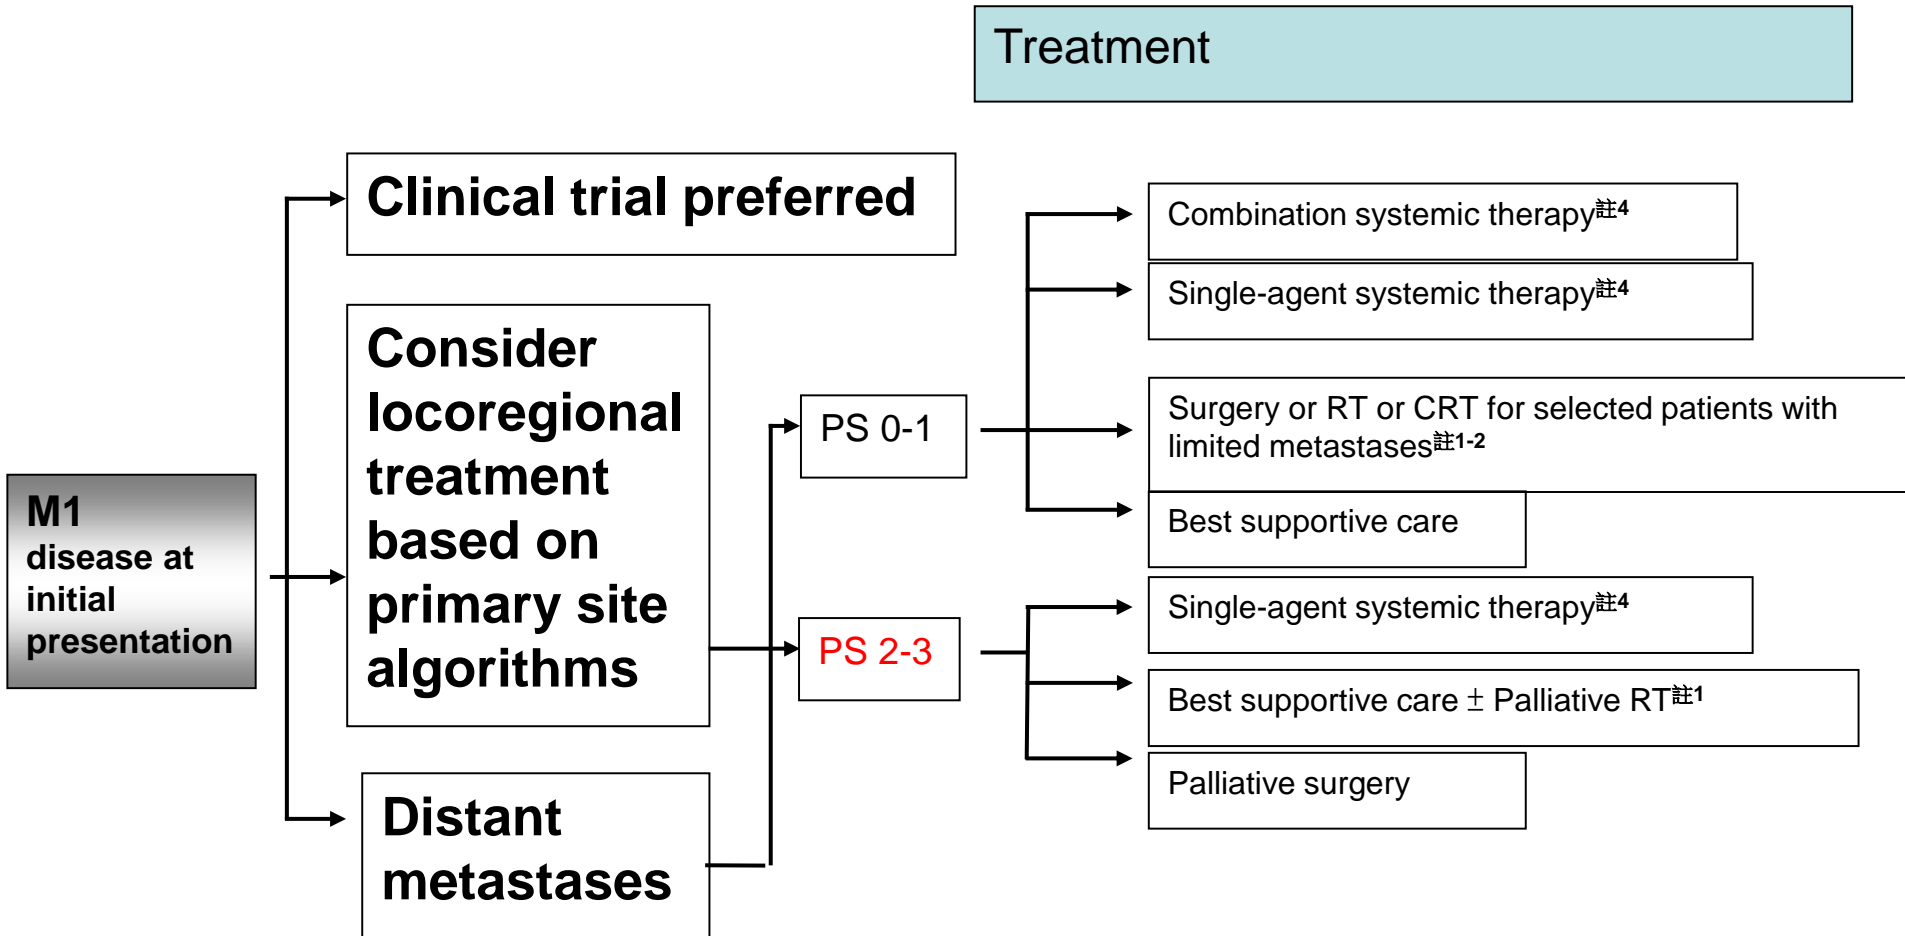 Treatment
Clinical trial preferred
Consider
locoregional
treatment
based on
primary site
algorithms
M1
disease at
initial
presentation
Distant
metastases
PS 0-1
PS 2-3
Combination systemic therapy註4
Single-agent systemic therapy註4
Surgery or RT or CRT for selected patients with
limited metastases註1-2
Best supportive care
Single-agent systemic therapy註4
Best supportive care ± Palliative RT註1
Palliative surgery